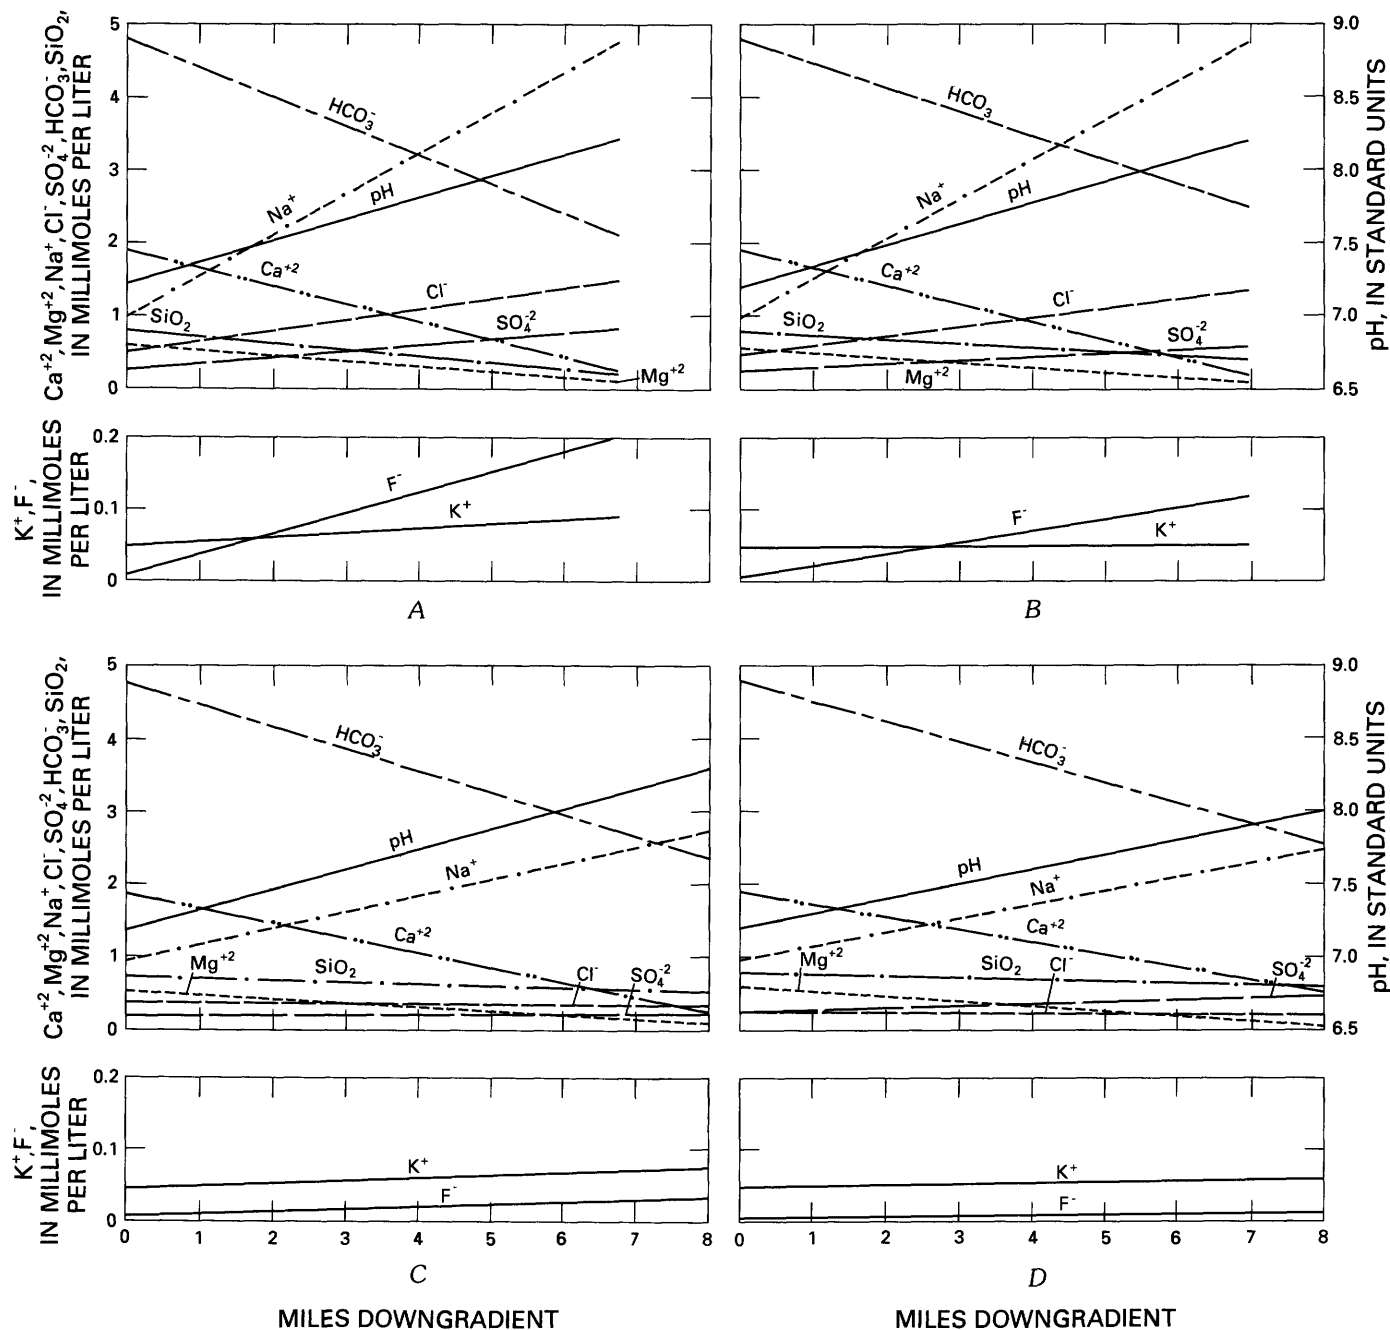 Ca⁺², Mg⁺², Na⁺, Cl⁻, SO₄⁻², HCO₃⁻, SiO₂,
IN MILLIMOLES PER LITER
5
4
3
2
1
0
HCO₃⁻
Na⁺
pH
Ca⁺²
Cl⁻
SiO₂
SO₄⁻²
Mg⁺²
HCO₃
Na⁺
pH
Ca⁺²
Cl⁻
SiO₂
SO₄⁻²
Mg⁺²
9.0
8.5
8.0
7.5
7.0
6.5
pH, IN STANDARD UNITS
K⁺, F⁻,
IN MILLIMOLES
PER LITER
0.2
0.1
0
F⁻
K⁺
F⁻
K⁺
A
B
Ca⁺², Mg⁺², Na⁺, Cl⁻, SO₄⁻², HCO₃⁻, SiO₂,
IN MILLIMOLES PER LITER
5
4
3
2
1
0
HCO₃⁻
pH
Na⁺
Ca⁺²
Mg⁺²
SiO₂
Cl⁻
SO₄⁻²
HCO₃⁻
pH
Na⁺
Ca⁺²
Mg⁺²
SiO₂
Cl⁻
SO₄⁻²
9.0
8.5
8.0
7.5
7.0
6.5
pH, IN STANDARD UNITS
K⁺, F⁻,
IN MILLIMOLES
PER LITER
0.2
0.1
0
K⁺
F⁻
K⁺
F⁻
0 1 2 3 4 5 6 7 8
0 1 2 3 4 5 6 7 8
C
D
MILES DOWNGRADIENT
MILES DOWNGRADIENT